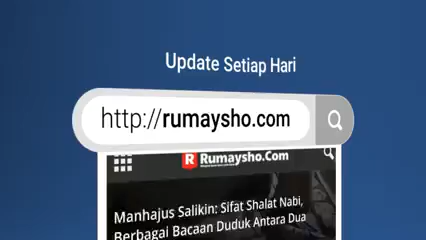 Update Setiap Hari
http://rumaysho.com
Rumaysho.Com
Manhajus Salikin: Sifat Shalat Nabi,
Berbagai Bacaan Duduk Antara Dua